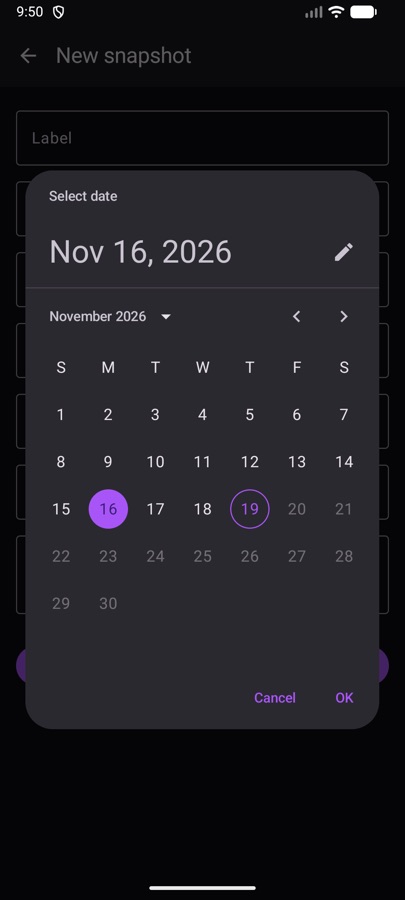 9:50
New snapshot
Label
Select date
Nov 16, 2026
November 2026
S M T W T F S
1 2 3 4 5 6 7
8 9 10 11 12 13 14
15 16 17 18 19 20 21
22 23 24 25 26 27 28
29 30
Cancel OK